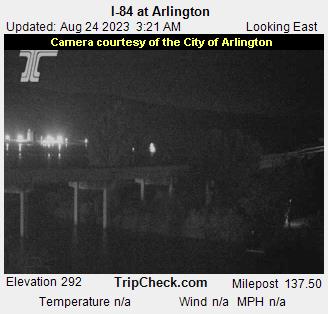 I-84 at Arlington
Updated: Aug 24 2023 3:21 AM Looking East
Camera courtesy of the City of Arlington
Elevation 292 TripCheck.com Milepost 137.50
Temperature n/a Wind n/a MPH n/a